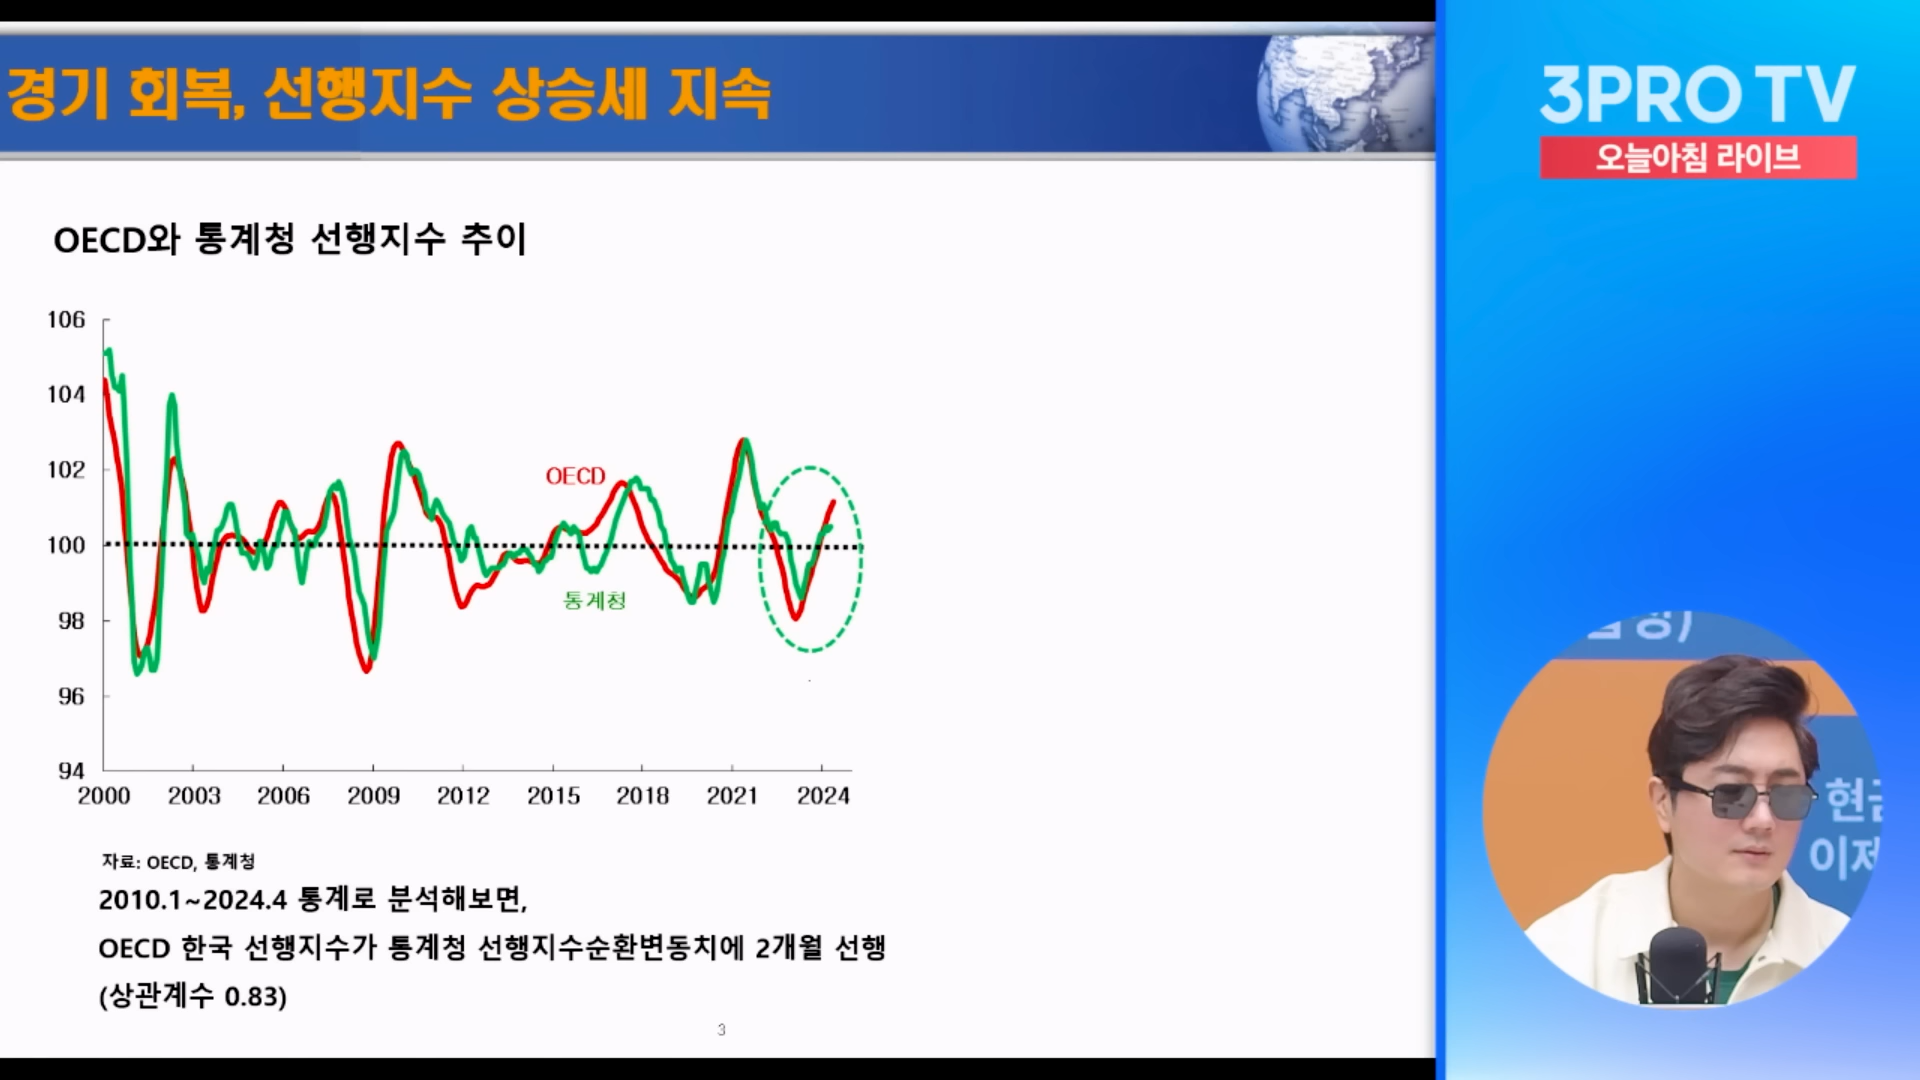 경기 회복, 선행지수 상승세 지속
3PRO TV
오늘아침 라이브
OECD와 통계청 선행지수 추이
106
104
102
100
98
96
94
OECD
통계청
2000 2003 2006 2009 2012 2015 2018 2021 2024
자료: OECD, 통계청
2010.1~2024.4 통계로 분석해보면,
OECD 한국 선행지수가 통계청 선행지수순환변동치에 2개월 선행
(상관계수 0.83)
3
이제